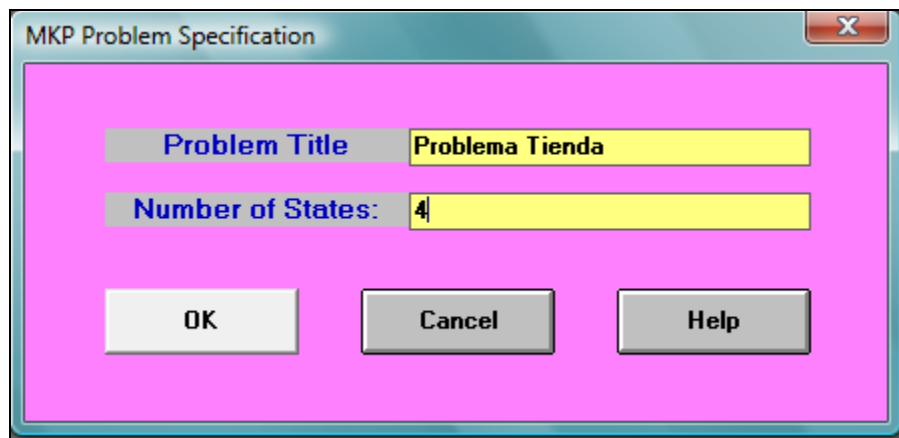 MKP Problem Specification
Problem Title Problema Tienda
Number of States: 4
OK Cancel Help